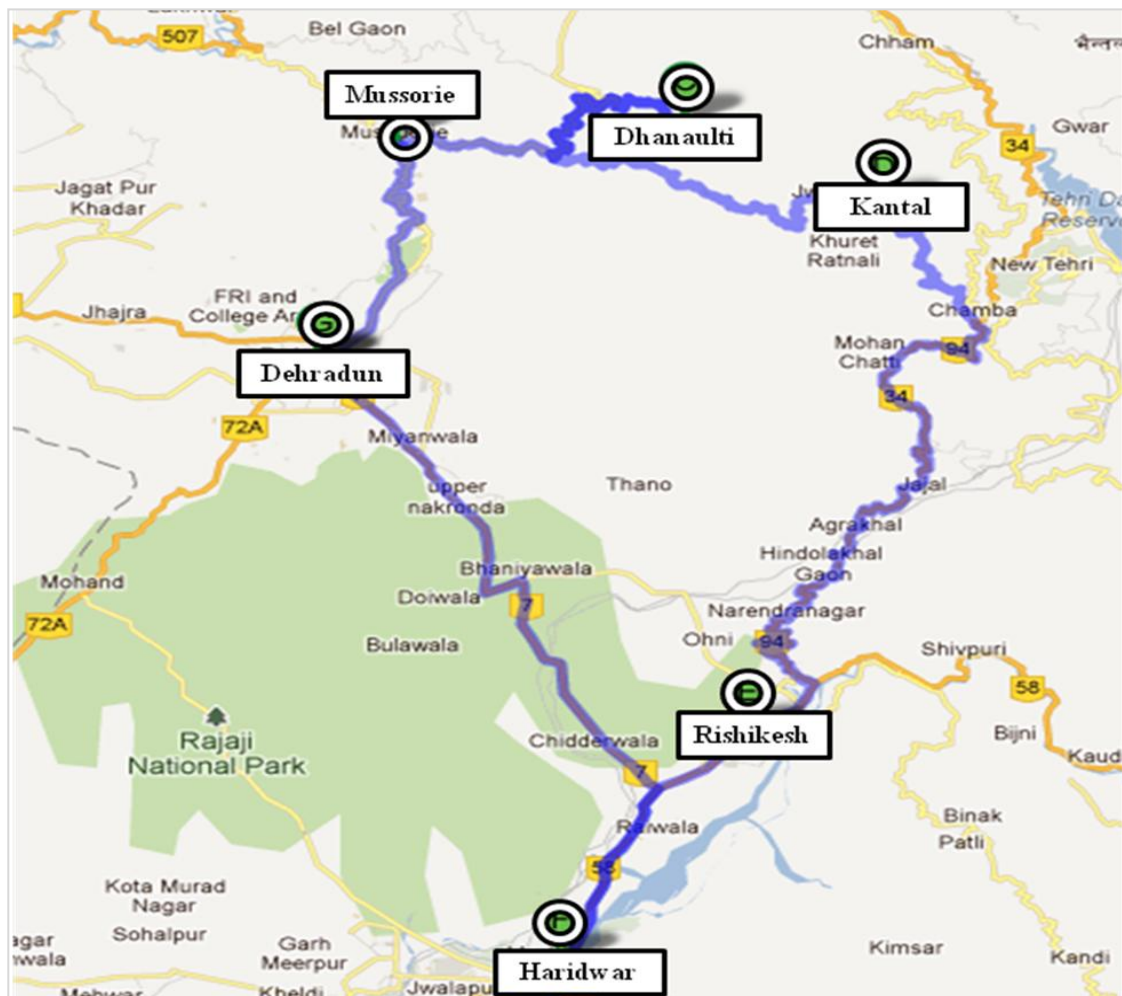 507
Bel Gaon
Chham
Mussorie
Dhanaulti
Gwar
34
Jagat Pur
Khadar
Kantal
Khuret
Ratnali
New Tehri
Jhajra
FRI and
Chamba
Mohan
Chatti
94
Dehradun
34
72A
Miyanwala
upper
nakronda
Thano
Jajal
Agrakhal
Hindolakhal
Gaon
Bhaniyawala
Mohand
Doiwala
7
Narendranagar
72A
Bulawala
Ohni
94
Shivpuri
58
Rajaji
National Park
Chidderwala
Rishikesh
Bijni
7
Raiwala
Binak
Patli
58
Kota Murad
Nagar
Sohalpur
Garh
Meerpur
Haridwar
Kimsar
Kandi